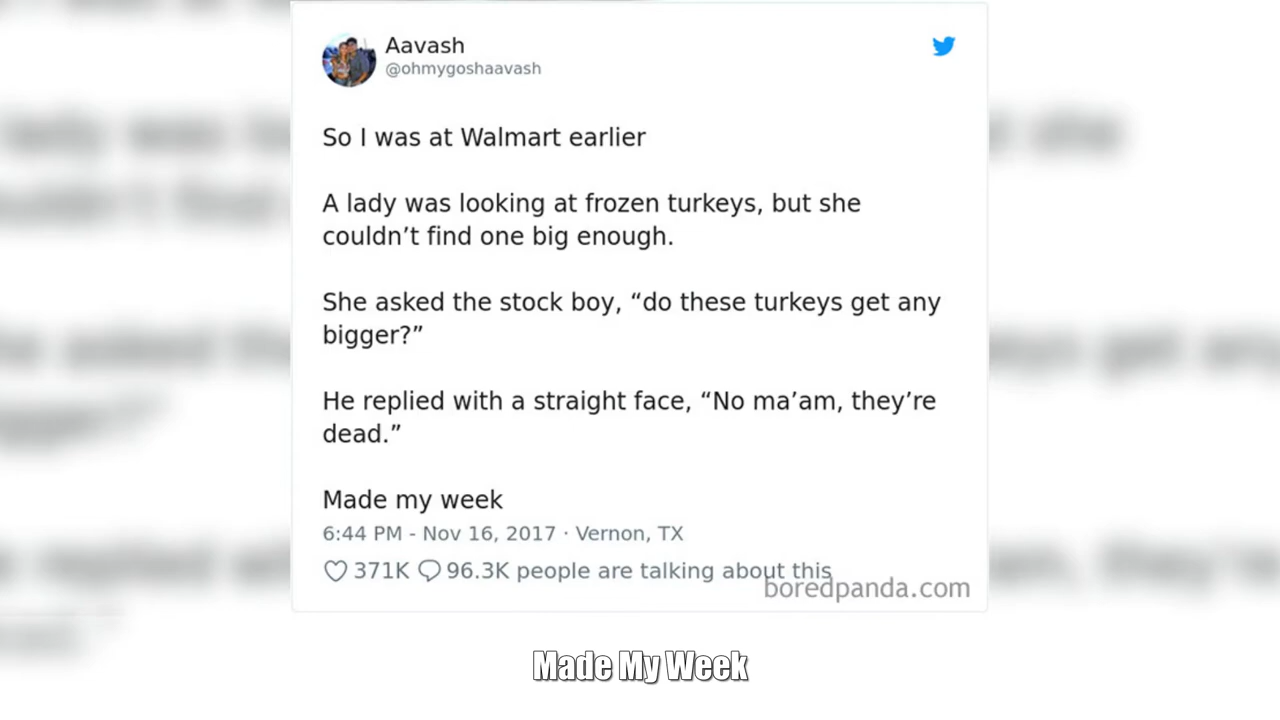 Aavash
@ohmygoshaavash
So I was at Walmart earlier
A lady was looking at frozen turkeys, but she
couldn’t find one big enough.
She asked the stock boy, “do these turkeys get any
bigger?”
He replied with a straight face, “No ma’am, they’re
dead.”
Made my week
6:44 PM - Nov 16, 2017 · Vernon, TX
371K 96.3K people are talking about this
boredpanda.com
Made My Week